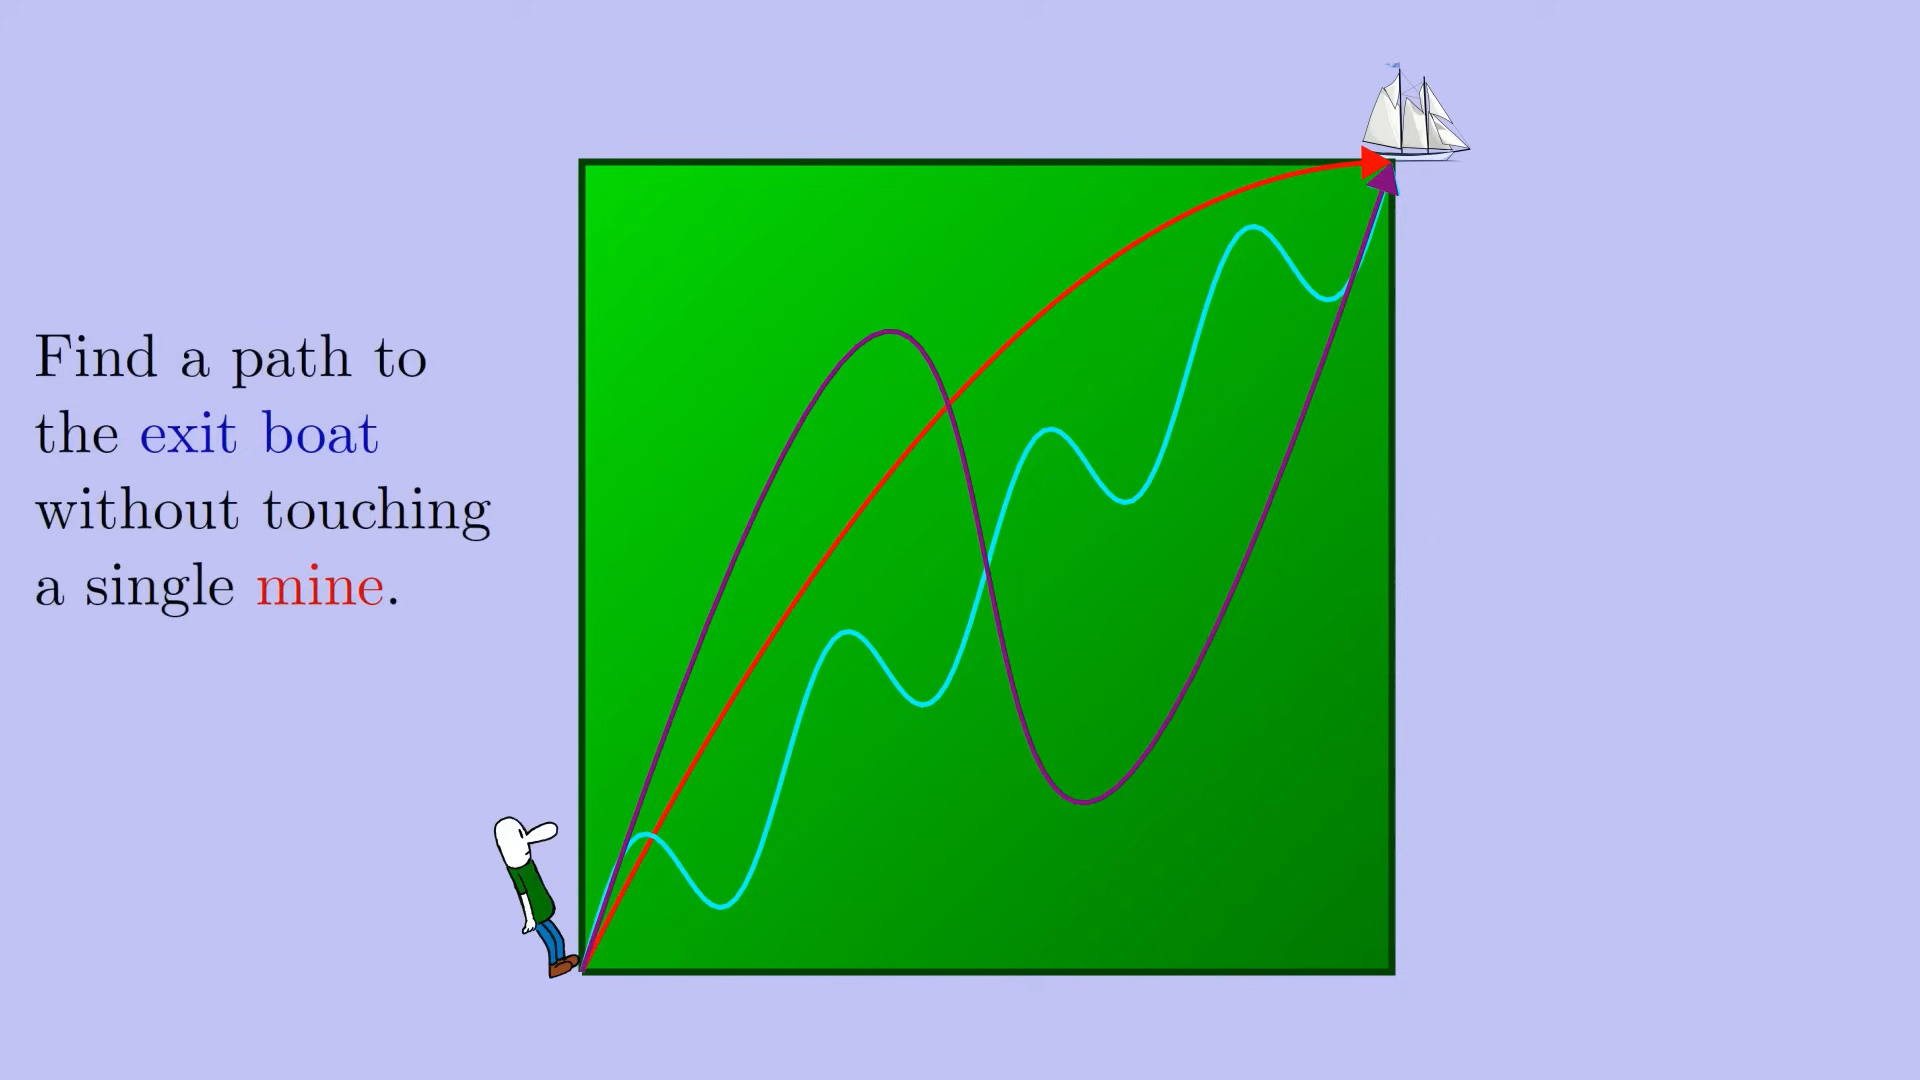 Find a path to
the exit boat
without touching
a single mine.